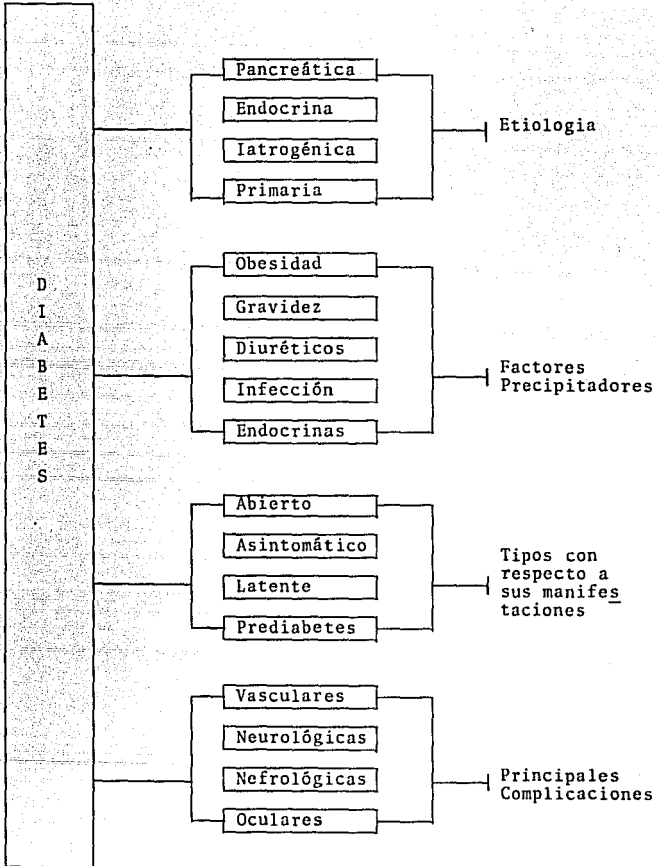 DIABETES
Pancreática
Endocrina
Iatrogénica
Primaria
Etiologia
Obesidad
Gravidez
Diuréticos
Infección
Endocrinas
Factores
Precipitadores
Abierto
Asintomático
Latente
Prediabetes
Tipos con
respecto a
sus manifes
taciones
Vasculares
Neurológicas
Nefrológicas
Oculares
Principales
Complicaciones